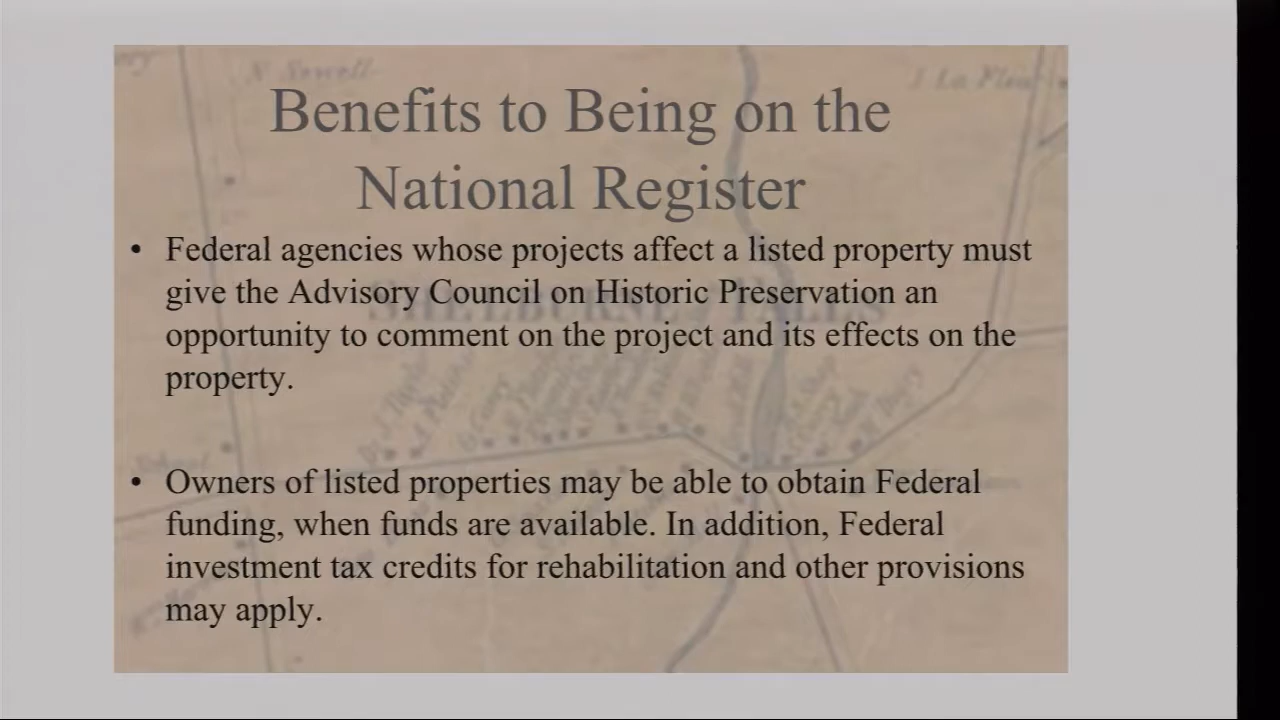 Benefits to Being on the
National Register
• Federal agencies whose projects affect a listed property must
give the Advisory Council on Historic Preservation an
opportunity to comment on the project and its effects on the
property.
• Owners of listed properties may be able to obtain Federal
funding, when funds are available. In addition, Federal
investment tax credits for rehabilitation and other provisions
may apply.